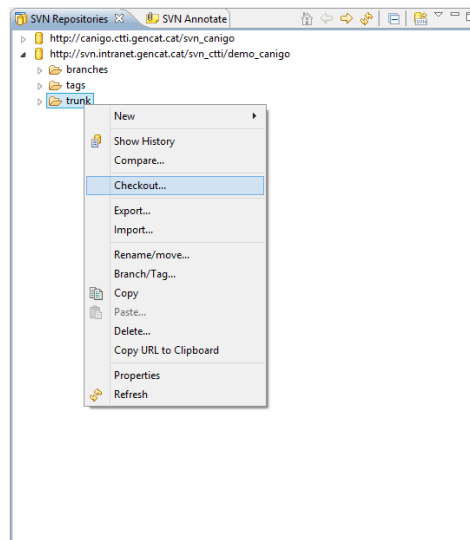 SVN Repositories SVN Annotate
http://canigo.ctti.gencat.cat/svn_canigo
http://svn.intranet.gencat.cat/svn_ctti/demo_canigo
branches
tags
trunk
New
Show History
Compare...
Checkout...
Export...
Import...
Rename/move...
Branch/Tag...
Copy
Paste...
Delete...
Copy URL to Clipboard
Properties
Refresh